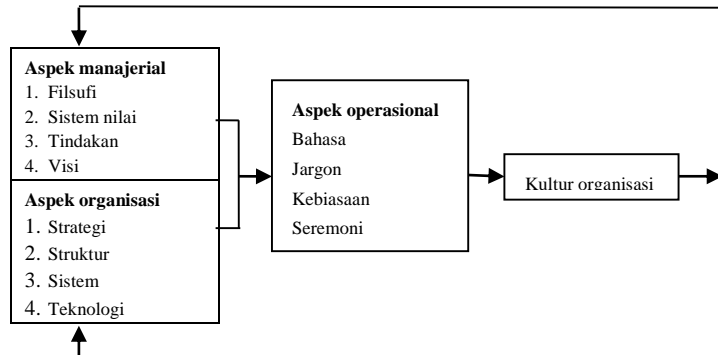 Aspek manajerial
1. Filsufi
2. Sistem nilai
3. Tindakan
4. Visi
Aspek organisasi
1. Strategi
2. Struktur
3. Sistem
4. Teknologi
Aspek operasional
Bahasa
Jargon
Kebiasaan
Seremoni
Kultur organisasi